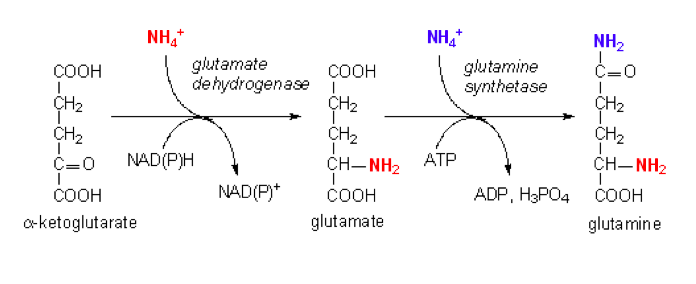 NH₄⁺
glutamate
dehydrogenase
NAD(P)H
NAD(P)⁺
COOH
CH₂
CH₂
C=O
COOH
α-ketoglutarate
NH₄⁺
glutamine
synthetase
ATP
ADP, H₃PO₄
COOH
CH₂
CH₂
CH—NH₂
COOH
glutamate
NH₂
C=O
CH₂
CH₂
CH—NH₂
COOH
glutamine